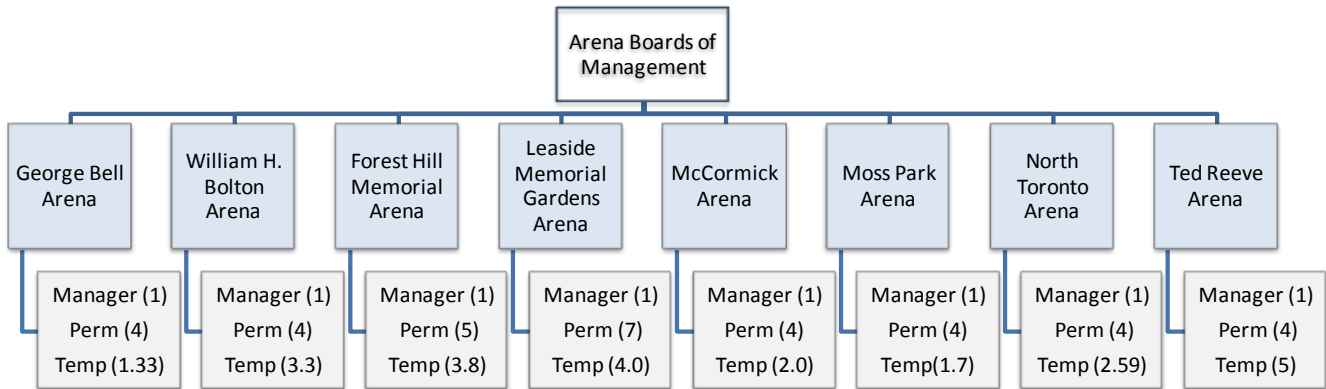 Arena Boards of
Management
George Bell
Arena
William H.
Bolton
Arena
Forest Hill
Memorial
Arena
Leaside
Memorial
Gardens
Arena
McCormick
Arena
Moss Park
Arena
North
Toronto
Arena
Ted Reeve
Arena
Manager (1)
Perm (4)
Temp (1.33)
Manager (1)
Perm (4)
Temp (3.3)
Manager (1)
Perm (5)
Temp (3.8)
Manager (1)
Perm (7)
Temp (4.0)
Manager (1)
Perm (4)
Temp (2.0)
Manager (1)
Perm (4)
Temp(1.7)
Manager (1)
Perm (4)
Temp (2.59)
Manager (1)
Perm (4)
Temp (5)